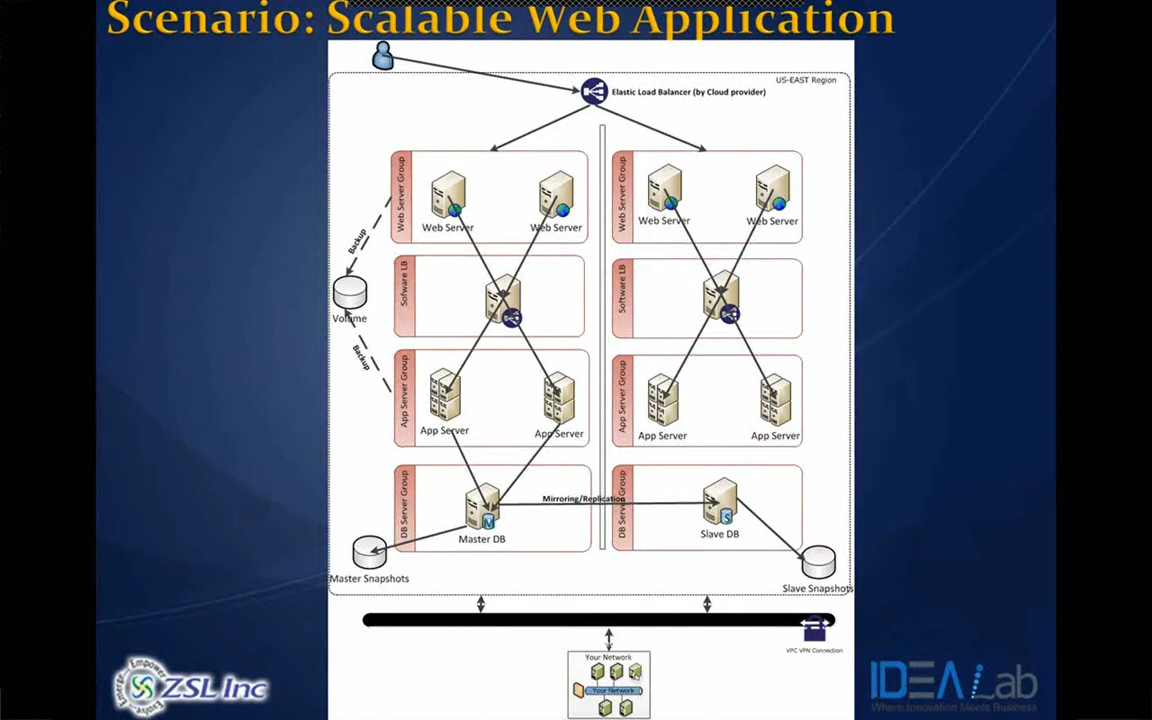 Scenario: Scalable Web Application
US-EAST Region
Elastic Load Balancer (by Cloud provider)
Web Server Group
Web Server
Web Server
Web Server Group
Web Server
Web Server
Backup
Volume
Backup
Sofware LB
Software LB
App Server Group
App Server
App Server
App Server Group
App Server
App Server
DB Server Group
M
Master DB
Mirroring/Replication
DB Server Group
S
Slave DB
Master Snapshots
Slave Snapshots
VPC VPN Connection
Your Network
Your Network
Empower
Emerge
Evolve
ZSL Inc
IDEA Lab
Where Innovation Meets Business